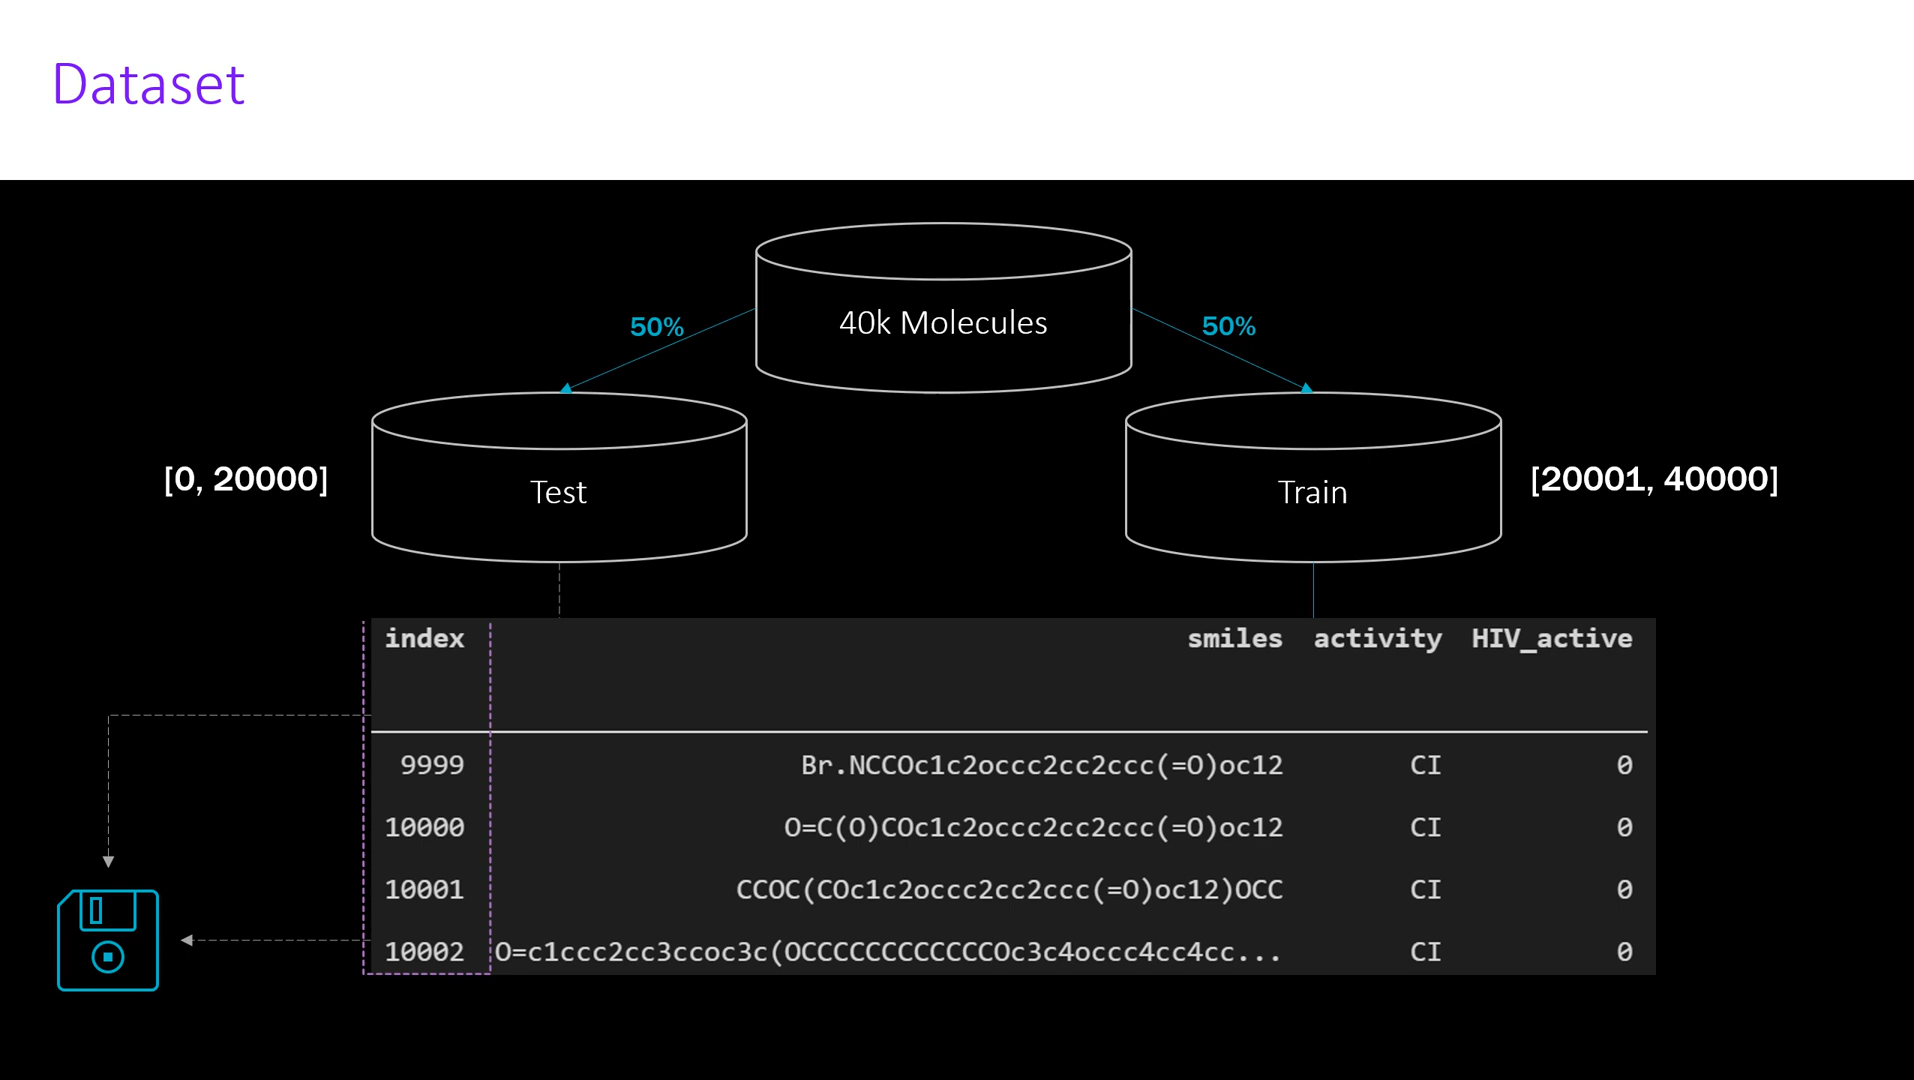 Dataset
40k Molecules
50%
50%
[0, 20000]
Test
Train
[20001, 40000]
index smiles activity HIV_active
9999 Br.NCCOc1c2occc2cc2ccc(=O)oc12 CI 0
10000 O=C(O)COc1c2occc2cc2ccc(=O)oc12 CI 0
10001 CCOC(COc1c2occc2cc2ccc(=O)oc12)OCC CI 0
10002 O=c1ccc2cc3ccoc3c(OCCCCCCCCCCCCOc3c4occc4cc4cc... CI 0